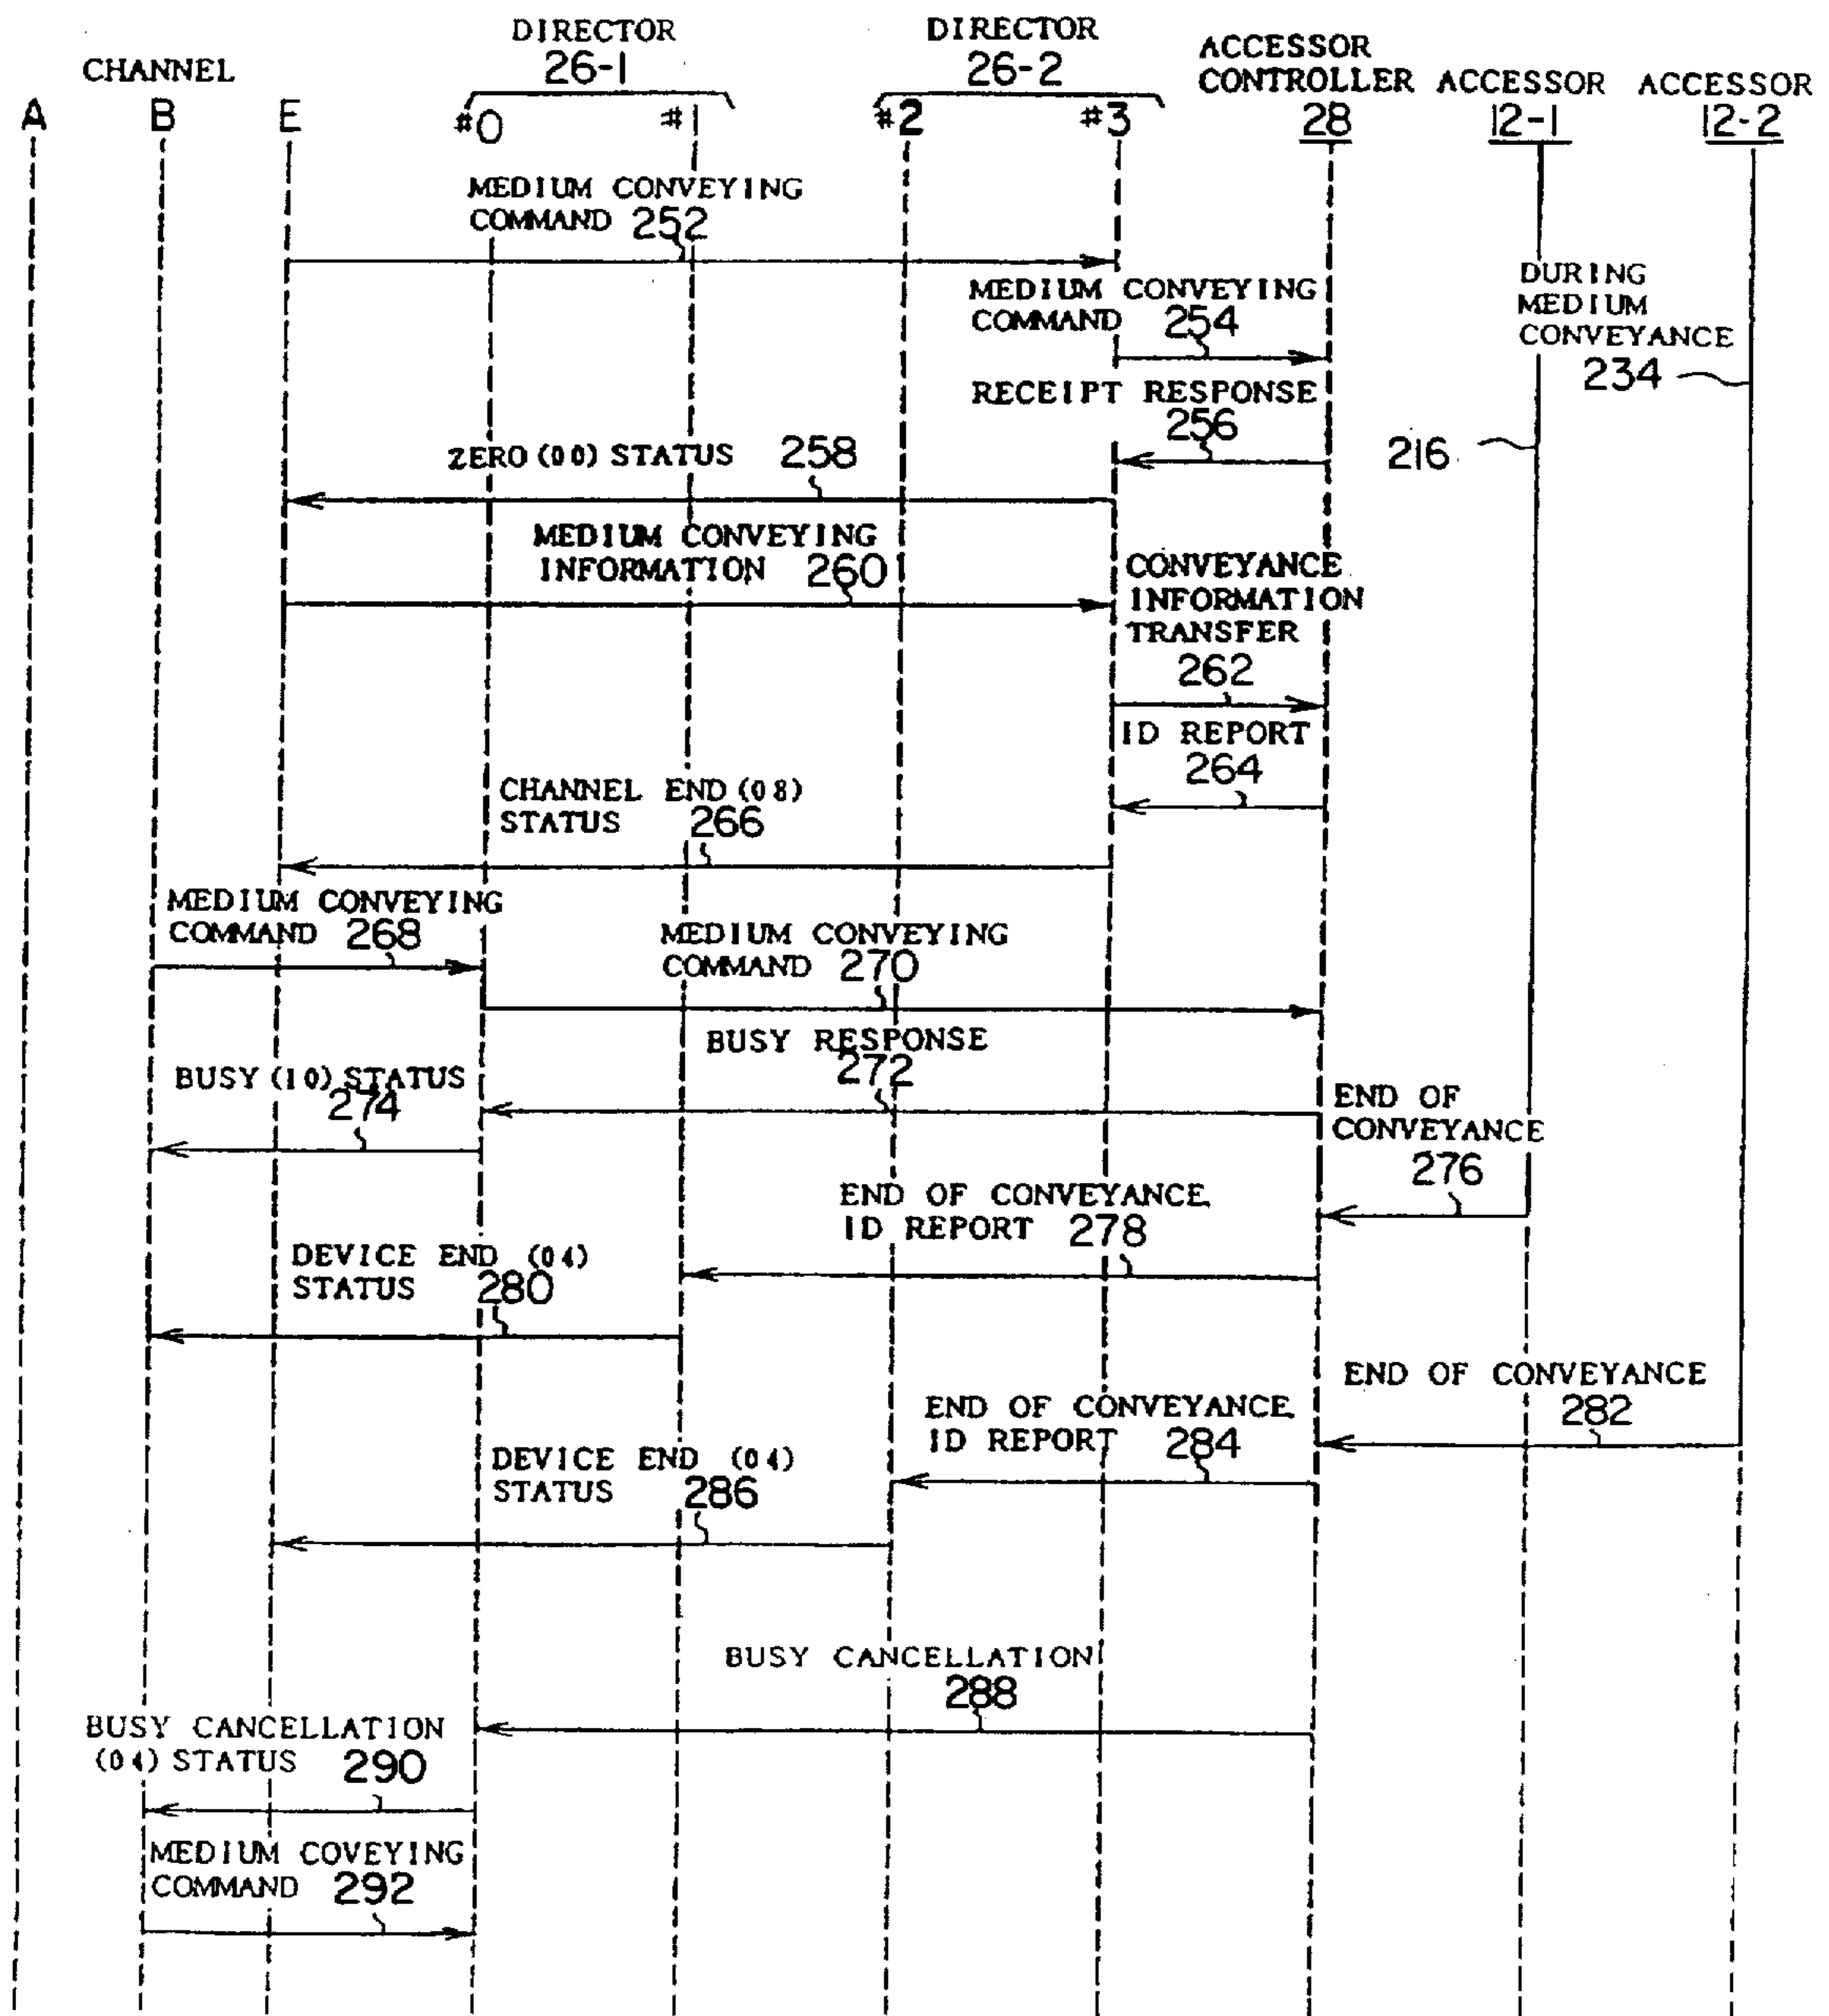 DIRECTOR
26-1
DIRECTOR
26-2
ACCESSOR
CONTROLLER
28
ACCESSOR
12-1
ACCESSOR
12-2
CHANNEL
A
B
E
#0
#1
#2
#3
MEDIUM CONVEYING
COMMAND 252
MEDIUM CONVEYING
COMMAND 254
DURING
MEDIUM
CONVEYANCE
234
RECEIPT RESPONSE
256
216
ZERO (00) STATUS 258
MEDIUM CONVEYING
INFORMATION 260
CONVEYANCE
INFORMATION
TRANSFER
262
ID REPORT
264
CHANNEL END (08)
STATUS 266
MEDIUM CONVEYING
COMMAND 268
MEDIUM CONVEYING
COMMAND 270
BUSY RESPONSE
272
BUSY (10) STATUS
274
END OF
CONVEYANCE
276
END OF CONVEYANCE,
ID REPORT 278
DEVICE END (04)
STATUS 280
END OF CONVEYANCE
282
END OF CONVEYANCE,
ID REPORT 284
DEVICE END (04)
STATUS 286
BUSY CANCELLATION
288
BUSY CANCELLATION
(04) STATUS 290
MEDIUM COVEYING
COMMAND 292